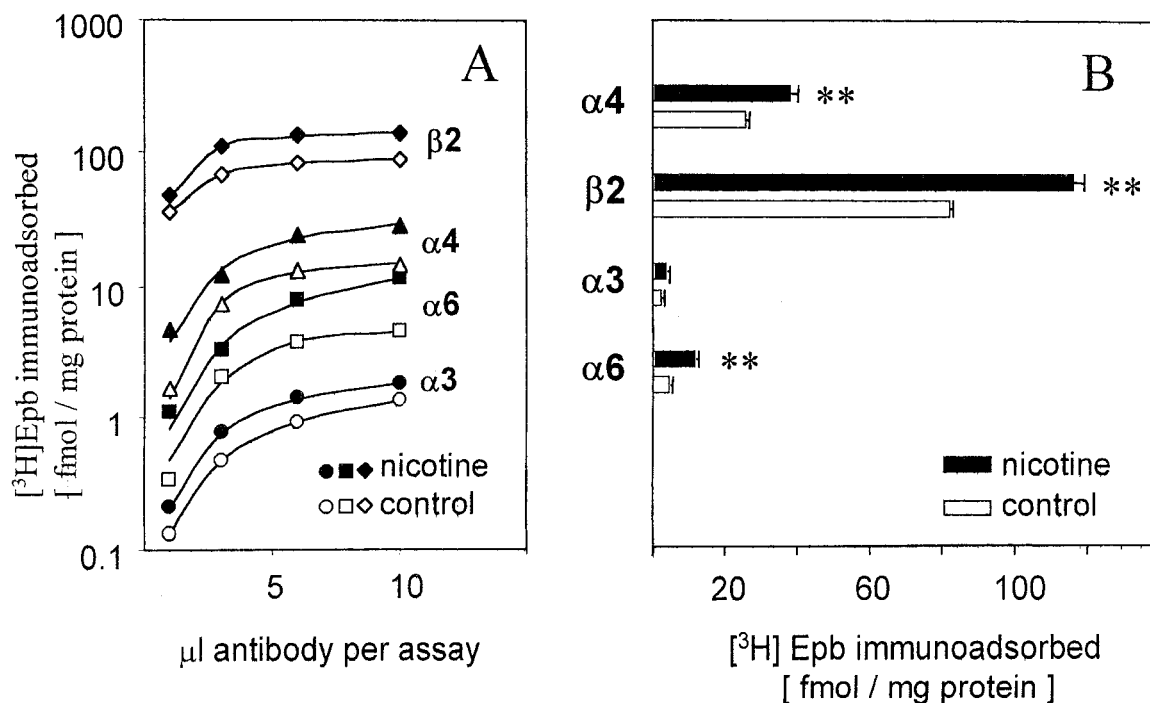 A
1000
100
10
1
0.1
[³H]Epb immunoadsorbed
[ fmol / mg protein ]
β2
α4
α6
α3
●■◆ nicotine
○□◇ control
5 10
μl antibody per assay
B
α4 **
β2 **
α3
α6 **
nicotine
control
20 60 100
[³H] Epb immunoadsorbed
[ fmol / mg protein ]